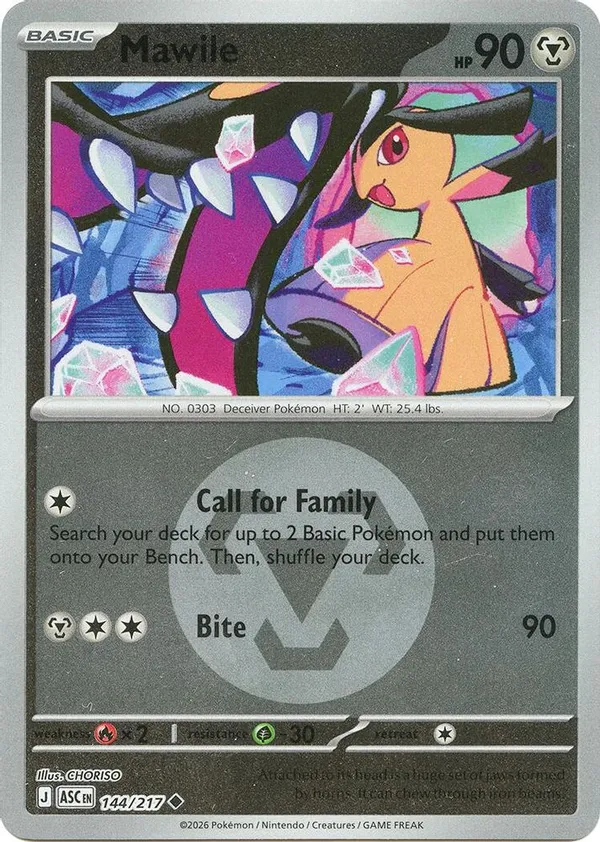 BASIC
Mawile
HP 90
NO. 0303 Deceiver Pokémon HT: 2' WT: 25.4 lbs.
Call for Family
Search your deck for up to 2 Basic Pokémon and put them
onto your Bench. Then, shuffle your deck.
Bite 90
weakness × 2 resistance - 30 retreat
Illus. CHORISO
Attached to its head is a huge set of jaws formed
by horns. It can chew through iron beams.
J ASC EN 144/217
©2026 Pokémon / Nintendo / Creatures / GAME FREAK